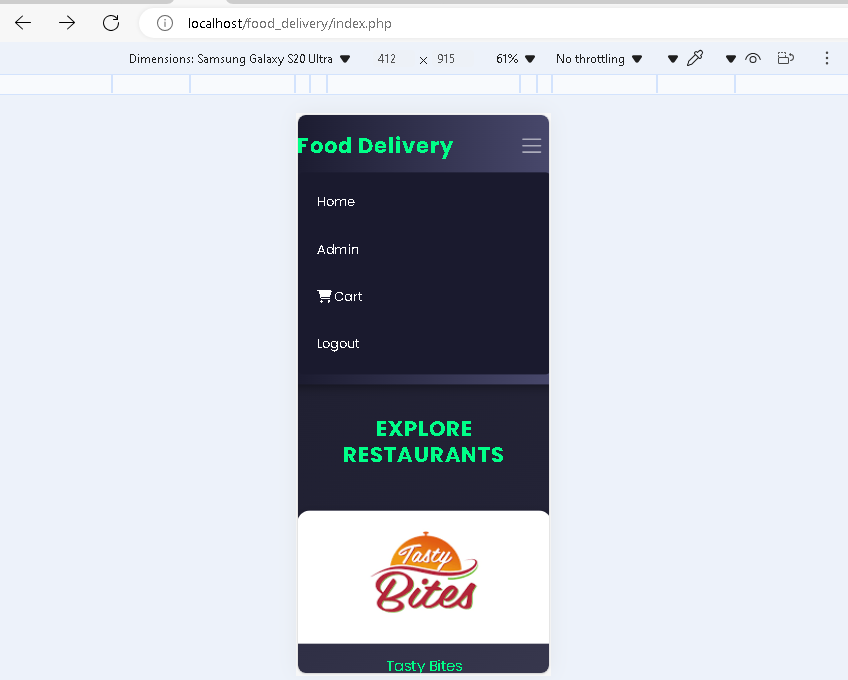 localhost/food_delivery/index.php
Dimensions: Samsung Galaxy S20 Ultra 412 × 915 61% No throttling
Food Delivery
Home
Admin
Cart
Logout
EXPLORE
RESTAURANTS
Tasty
Bites
Tasty Bites